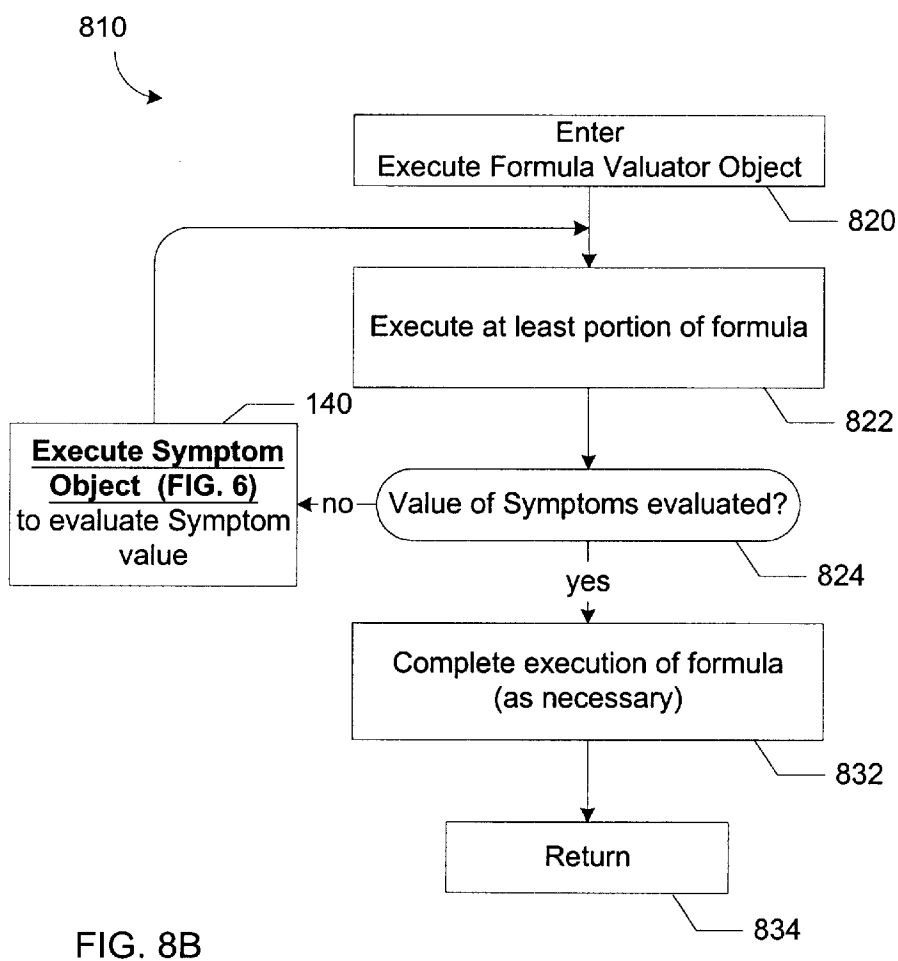 810
Enter
Execute Formula Valuator Object
820
Execute at least portion of formula
822
140
Execute Symptom
Object (FIG. 6)
to evaluate Symptom
value
no
Value of Symptoms evaluated?
824
yes
Complete execution of formula
(as necessary)
832
Return
834
FIG. 8B